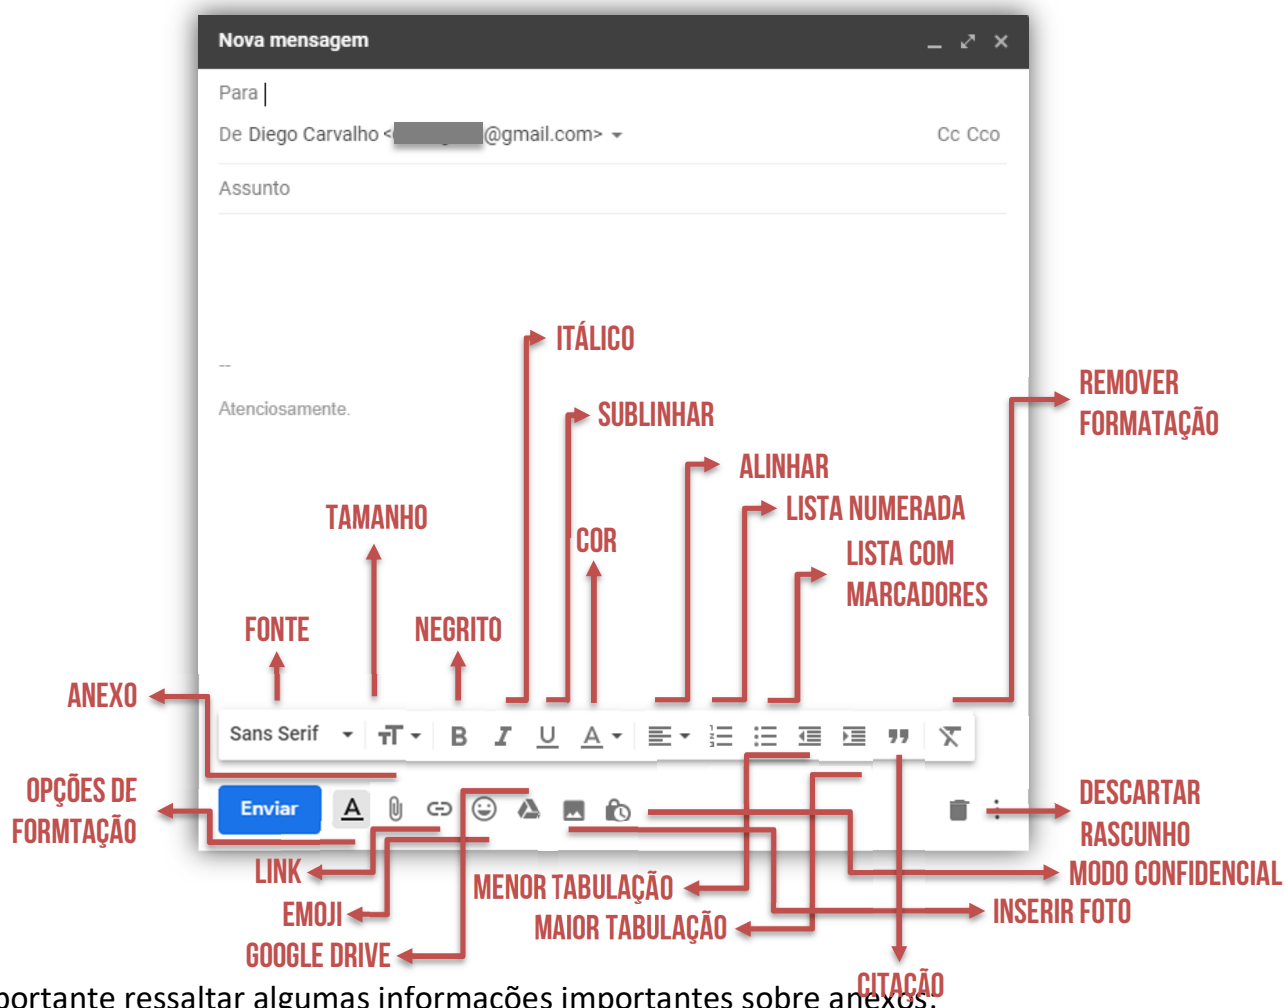 Nova mensagem
Para
De Diego Carvalho < @gmail.com>
Cc Cco
Assunto
ITÁLICO
--
REMOVER
FORMATAÇÃO
Atenciosamente.
SUBLINHAR
ALINHAR
LISTA NUMERADA
TAMANHO
COR
LISTA COM
MARCADORES
FONTE
NEGRITO
ANEXO
Sans Serif
OPÇÕES DE
FORMTAÇÃO
Enviar
DESCARTAR
RASCUNHO
LINK
MENOR TABULAÇÃO
MODO CONFIDENCIAL
EMOJI
MAIOR TABULAÇÃO
INSERIR FOTO
GOOGLE DRIVE
CITAÇÃO
portante ressaltar algumas informações importantes sobre anexos: